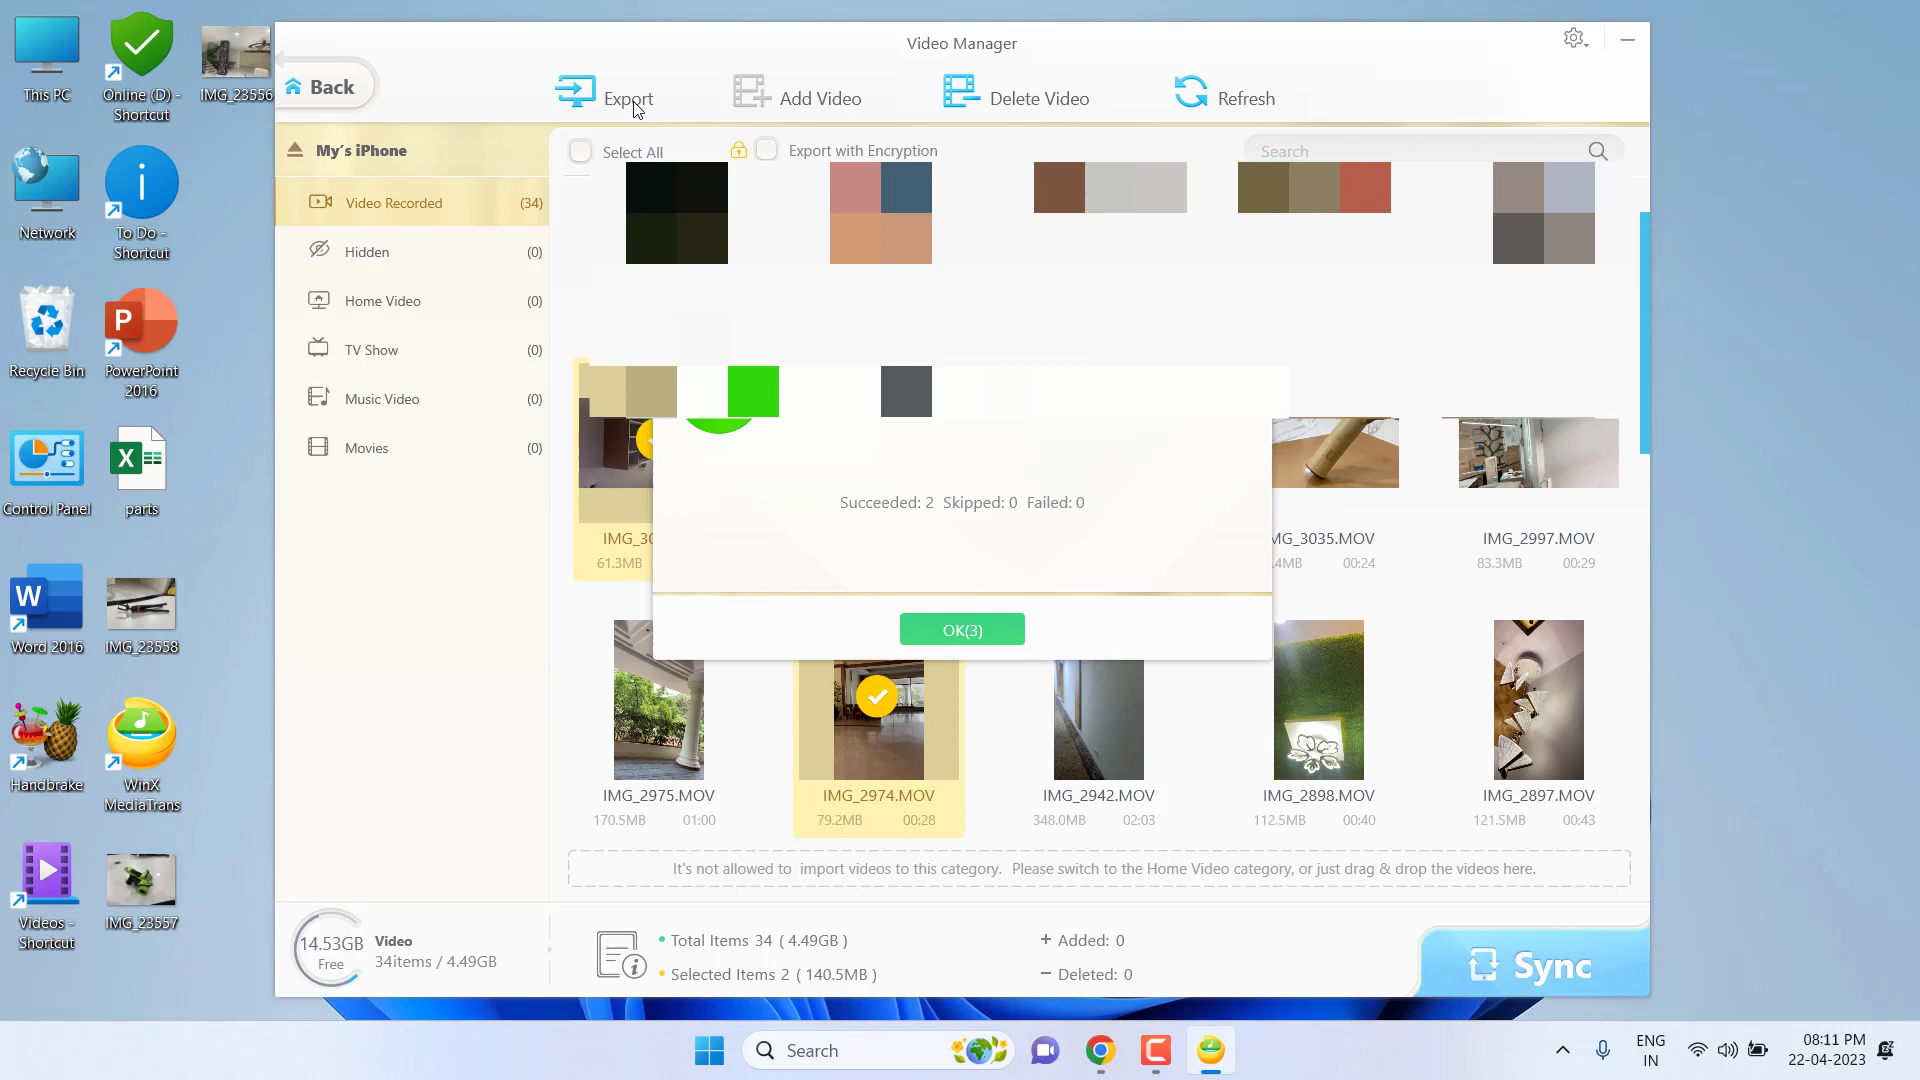 This PC
Online (D) -
Shortcut
IMG_23556
Network
To Do -
Shortcut
Recycle Bin
PowerPoint
2016
Control Panel
parts
Word 2016
IMG_23558
Handbrake
WinX
MediaTrans
Videos -
Shortcut
IMG_23557
Video Manager
Back
Export
Add Video
Delete Video
Refresh
My's iPhone
Select All
Export with Encryption
Search
Video Recorded (34)
Hidden (0)
Home Video (0)
TV Show (0)
Music Video (0)
Movies (0)
Succeeded: 2 Skipped: 0 Failed: 0
OK(3)
61.3MB
00:24
IMG_2997.MOV
83.3MB 00:29
IMG_2975.MOV
170.5MB 01:00
IMG_2974.MOV
79.2MB 00:28
IMG_2942.MOV
348.0MB 02:03
IMG_2898.MOV
112.5MB 00:40
IMG_2897.MOV
121.5MB 00:43
It's not allowed to import videos to this category. Please switch to the Home Video category, or just drag & drop the videos here.
14.53GB
Free
Video
34items / 4.49GB
Total Items 34 ( 4.49GB )
Selected Items 2 ( 140.5MB )
+ Added: 0
− Deleted: 0
Sync
Search
ENG
IN
08:11 PM
22-04-2023